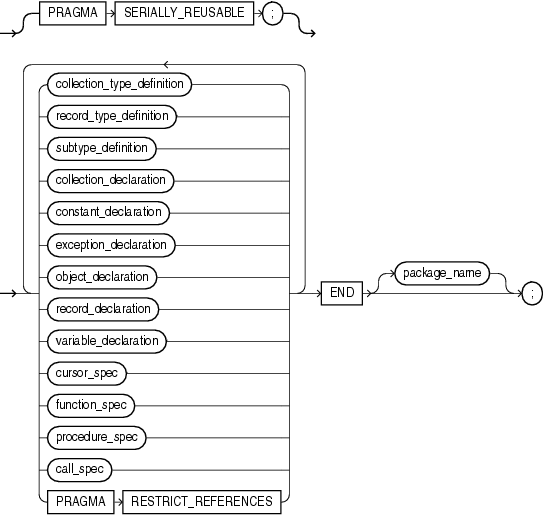 PRAGMA SERIALLY_REUSABLE ;
collection_type_definition
record_type_definition
subtype_definition
collection_declaration
constant_declaration
exception_declaration
object_declaration
package_name
END
;
record_declaration
variable_declaration
cursor_spec
function_spec
procedure_spec
call_spec
PRAGMA RESTRICT_REFERENCES